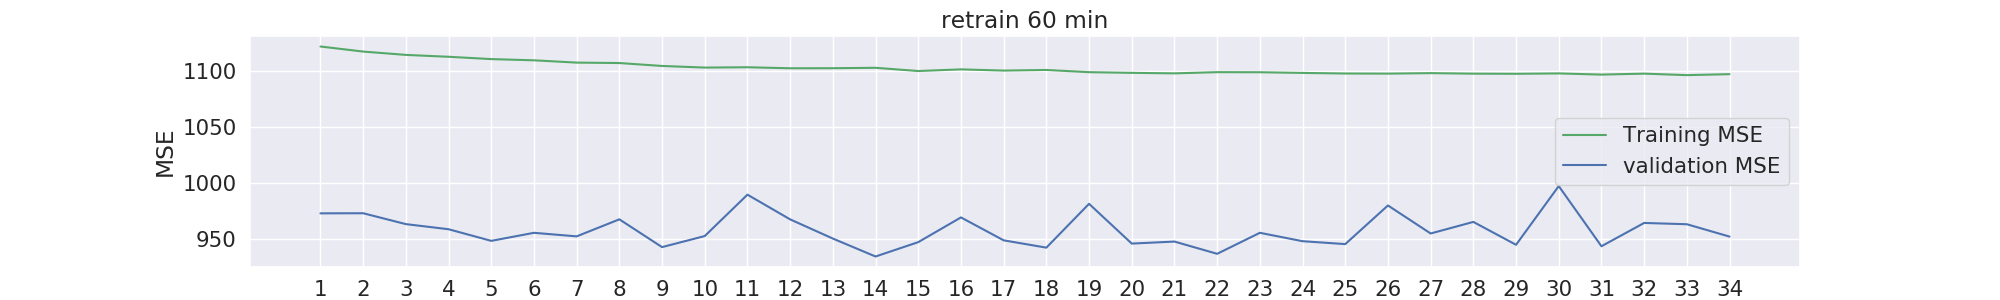 retrain 60 min
MSE
1100
1050
1000
950
Training MSE
validation MSE
1 2 3 4 5 6 7 8 9 10 11 12 13 14 15 16 17 18 19 20 21 22 23 24 25 26 27 28 29 30 31 32 33 34